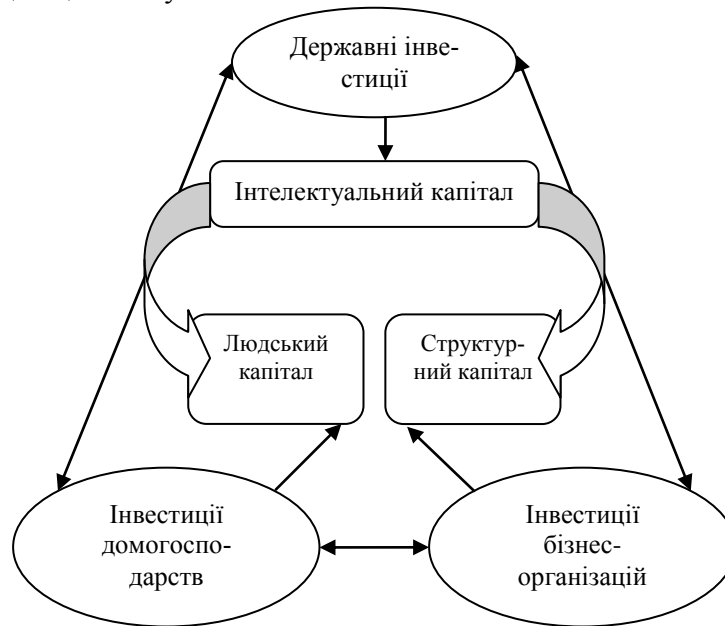 Державні інве-
стиції
Інтелектуальний капітал
Людський
капітал
Структур-
ний капітал
Інвестиції
домогоспо-
дарств
Інвестиції
бізнес-
організацій